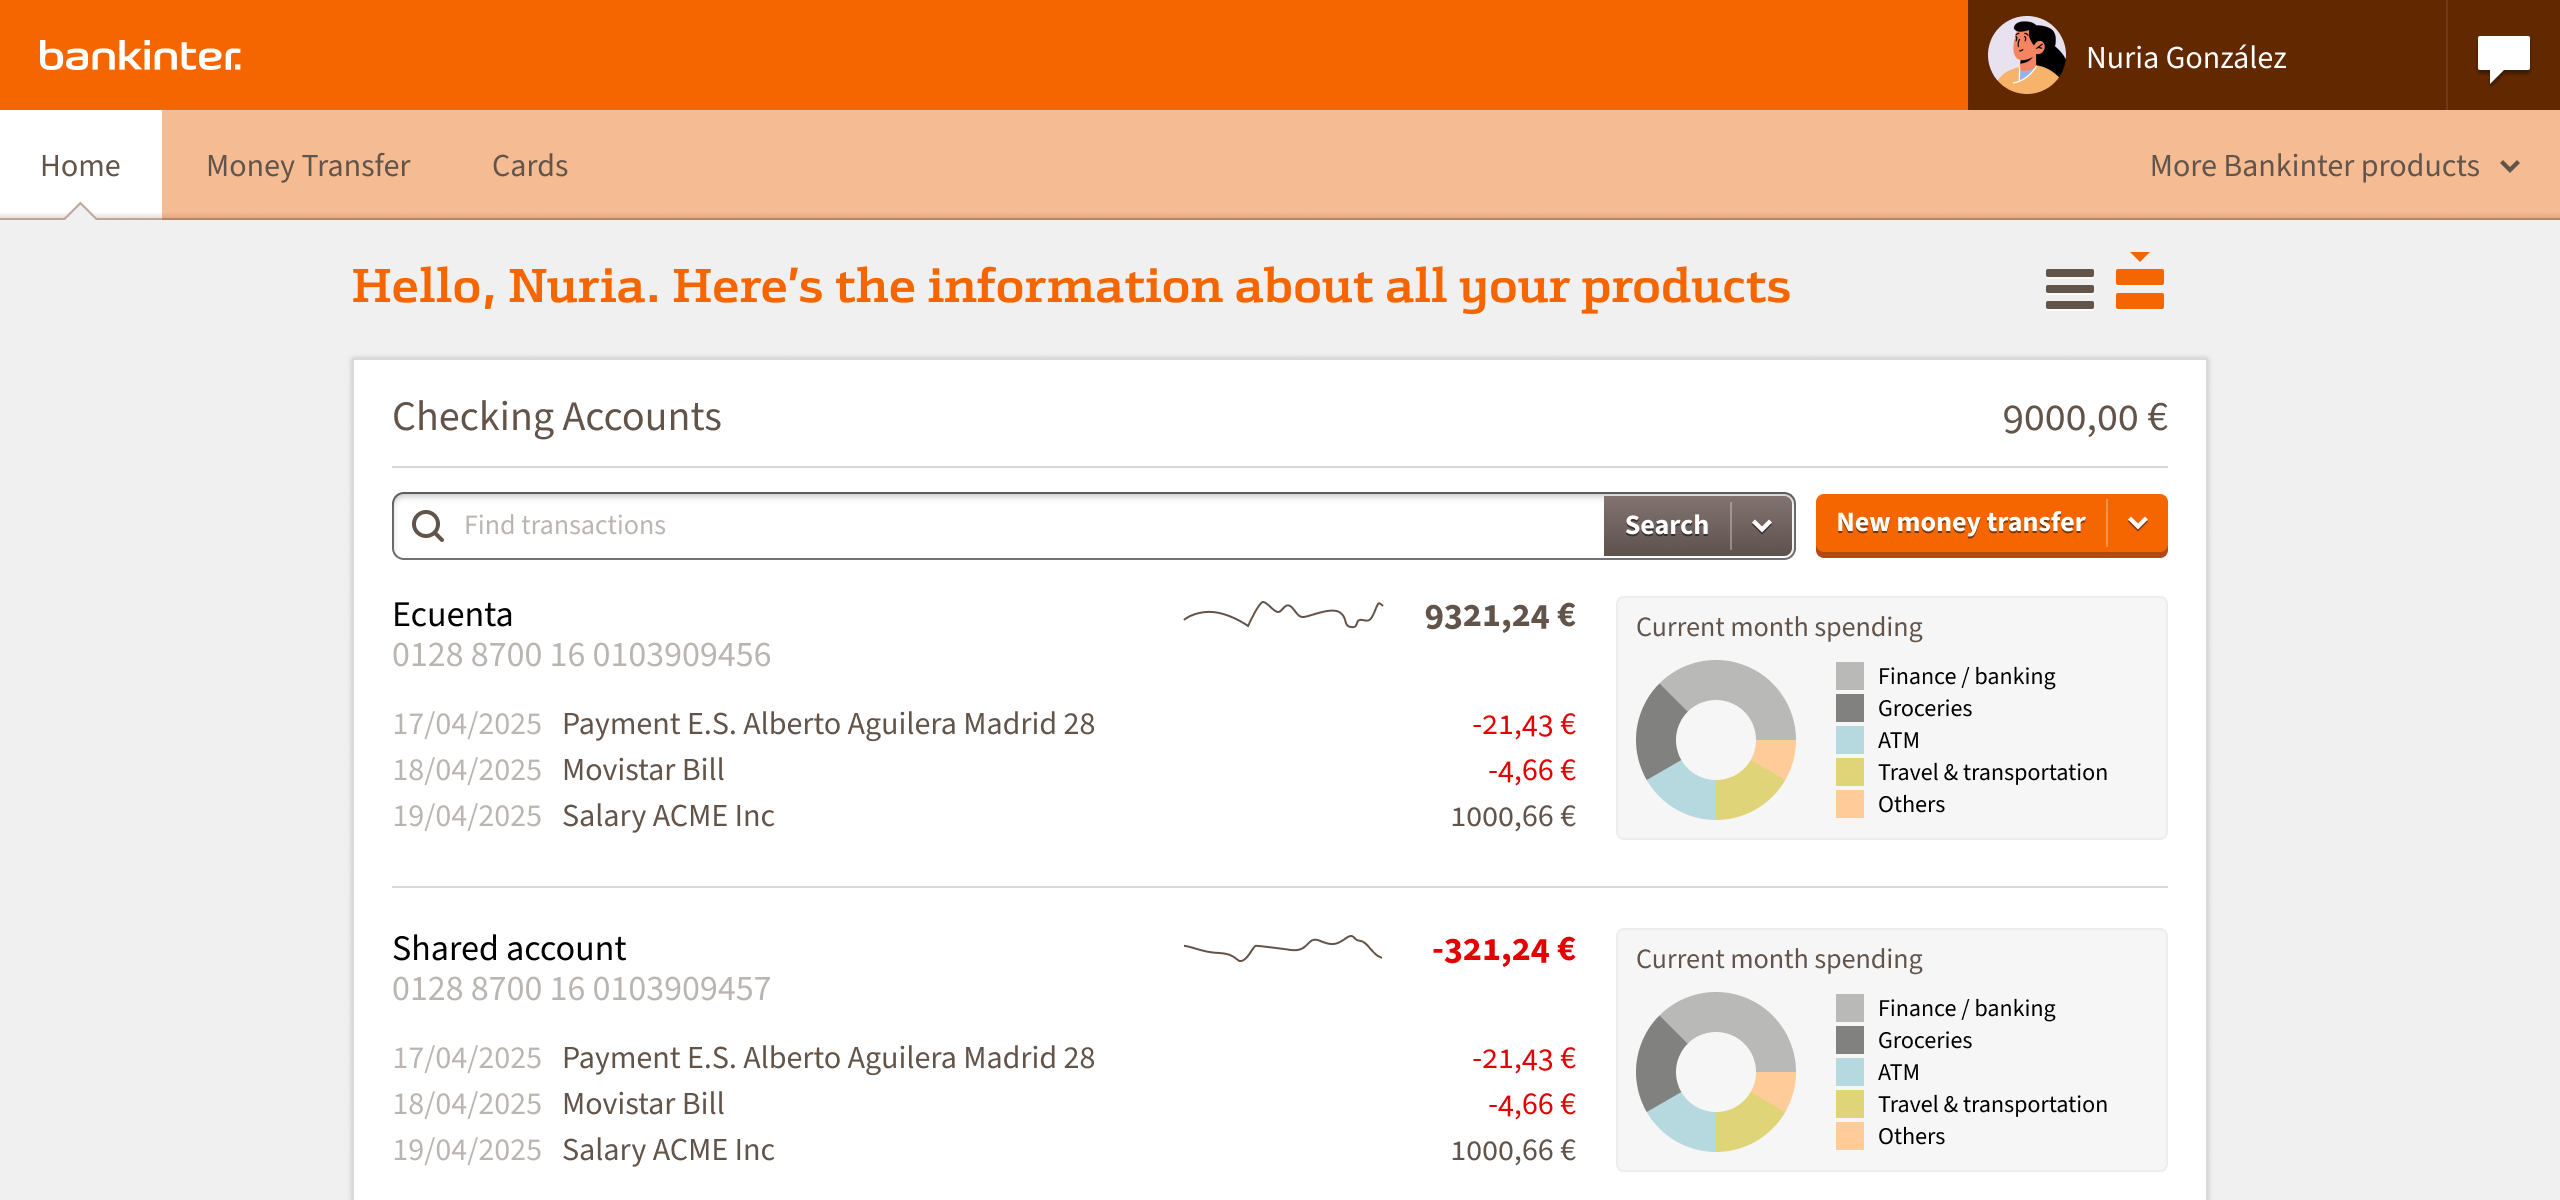 bankinter.
Nuria González
Home
Money Transfer
Cards
More Bankinter products
Hello, Nuria. Here's the information about all your products
Checking Accounts
9000,00 €
Find transactions
Search
New money transfer
Ecuenta
9321,24 €
0128 8700 16 0103909456
17/04/2025 Payment E.S. Alberto Aguilera Madrid 28 -21,43 €
18/04/2025 Movistar Bill -4,66 €
19/04/2025 Salary ACME Inc 1000,66 €
Current month spending
Finance / banking
Groceries
ATM
Travel & transportation
Others
Shared account
-321,24 €
0128 8700 16 0103909457
17/04/2025 Payment E.S. Alberto Aguilera Madrid 28 -21,43 €
18/04/2025 Movistar Bill -4,66 €
19/04/2025 Salary ACME Inc 1000,66 €
Current month spending
Finance / banking
Groceries
ATM
Travel & transportation
Others